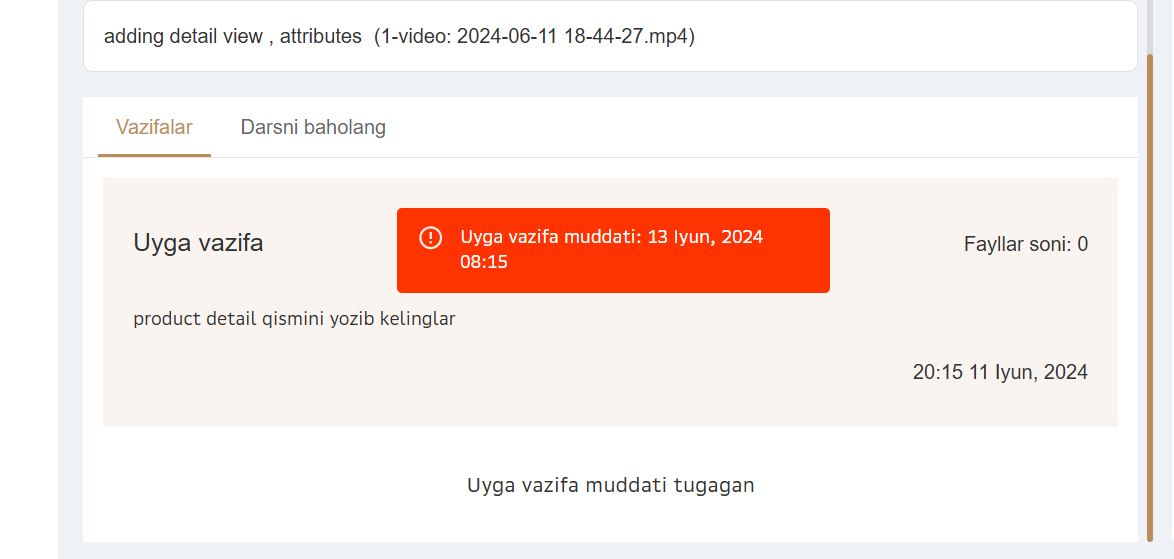 adding detail view , attributes (1-video: 2024-06-11 18-44-27.mp4)
Vazifalar
Darsni baholang
Uyga vazifa
Uyga vazifa muddati: 13 Iyun, 2024
08:15
Fayllar soni: 0
product detail qismini yozib kelinglar
20:15 11 Iyun, 2024
Uyga vazifa muddati tugagan